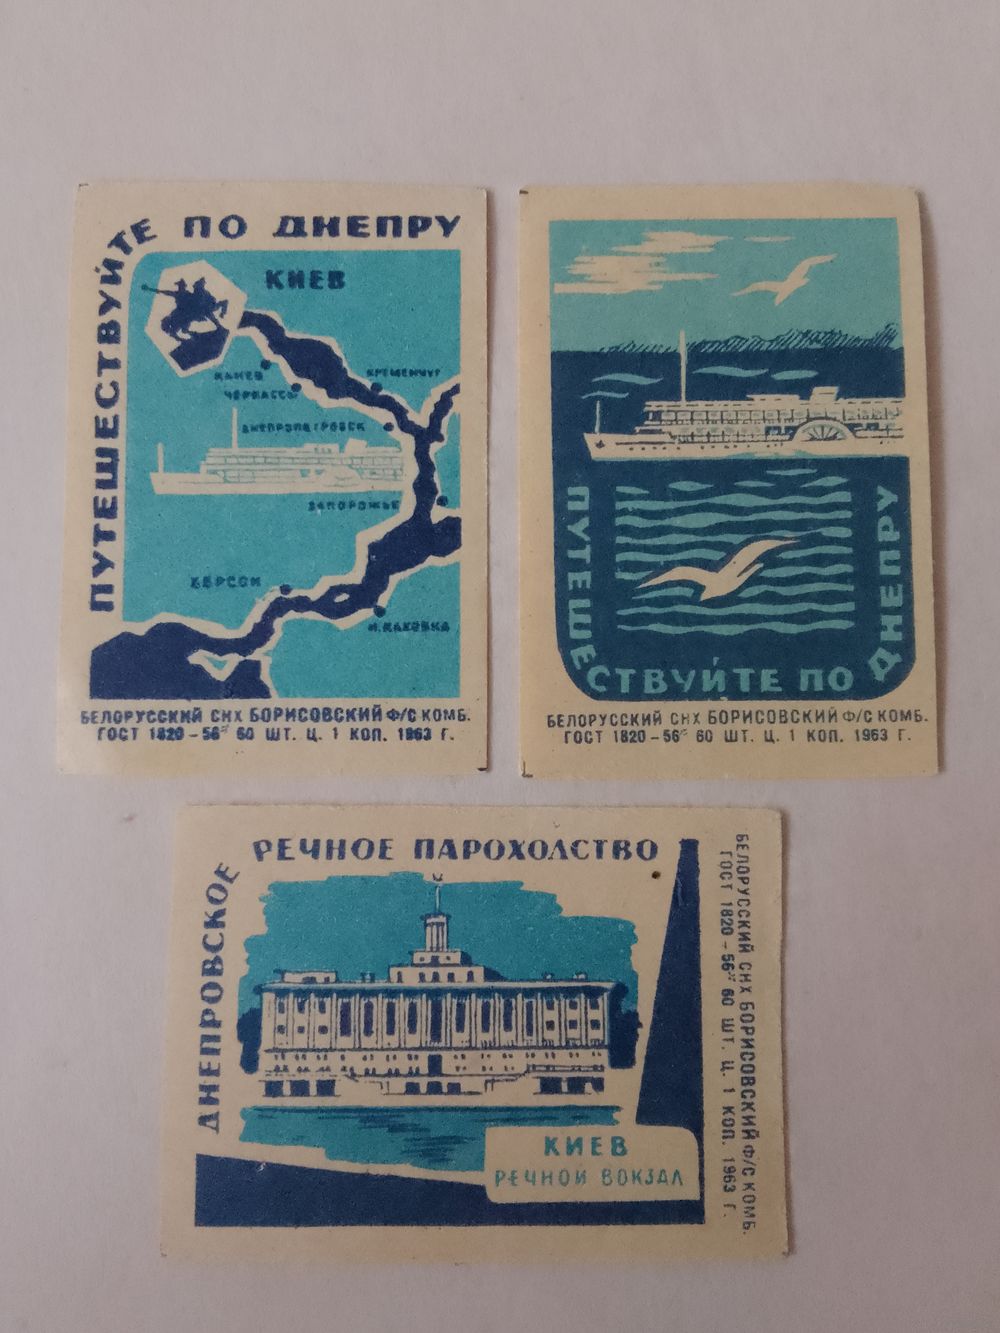 ПУТЕШЕСТВУЙТЕ ПО ДНЕПРУ
КИЕВ
КАНЕВ
КРЕМЕНЧУГ
ЧЕРКАССЫ
ДНЕПРОПЕТРОВСК
ЗАПОРОЖЬЕ
ХЕРСОН
Н. КАХОВКА
БЕЛОРУССКИЙ СНХ БОРИСОВСКИЙ Ф/С КОМБ.
ГОСТ 1820-56 60 ШТ. Ц. 1 КОП. 1963 Г.
ПУТЕШЕСТВУЙТЕ ПО ДНЕПРУ
БЕЛОРУССКИЙ СНХ БОРИСОВСКИЙ Ф/С КОМБ.
ГОСТ 1820-56 60 ШТ. Ц. 1 КОП. 1963 Г.
ДНЕПРОВСКОЕ РЕЧНОЕ ПАРОХОДСТВО
КИЕВ
РЕЧНОЙ ВОКЗАЛ
БЕЛОРУССКИЙ СНХ БОРИСОВСКИЙ Ф/С КОМБ.
ГОСТ 1820-56 60 ШТ. Ц. 1 КОП. 1963 Г.